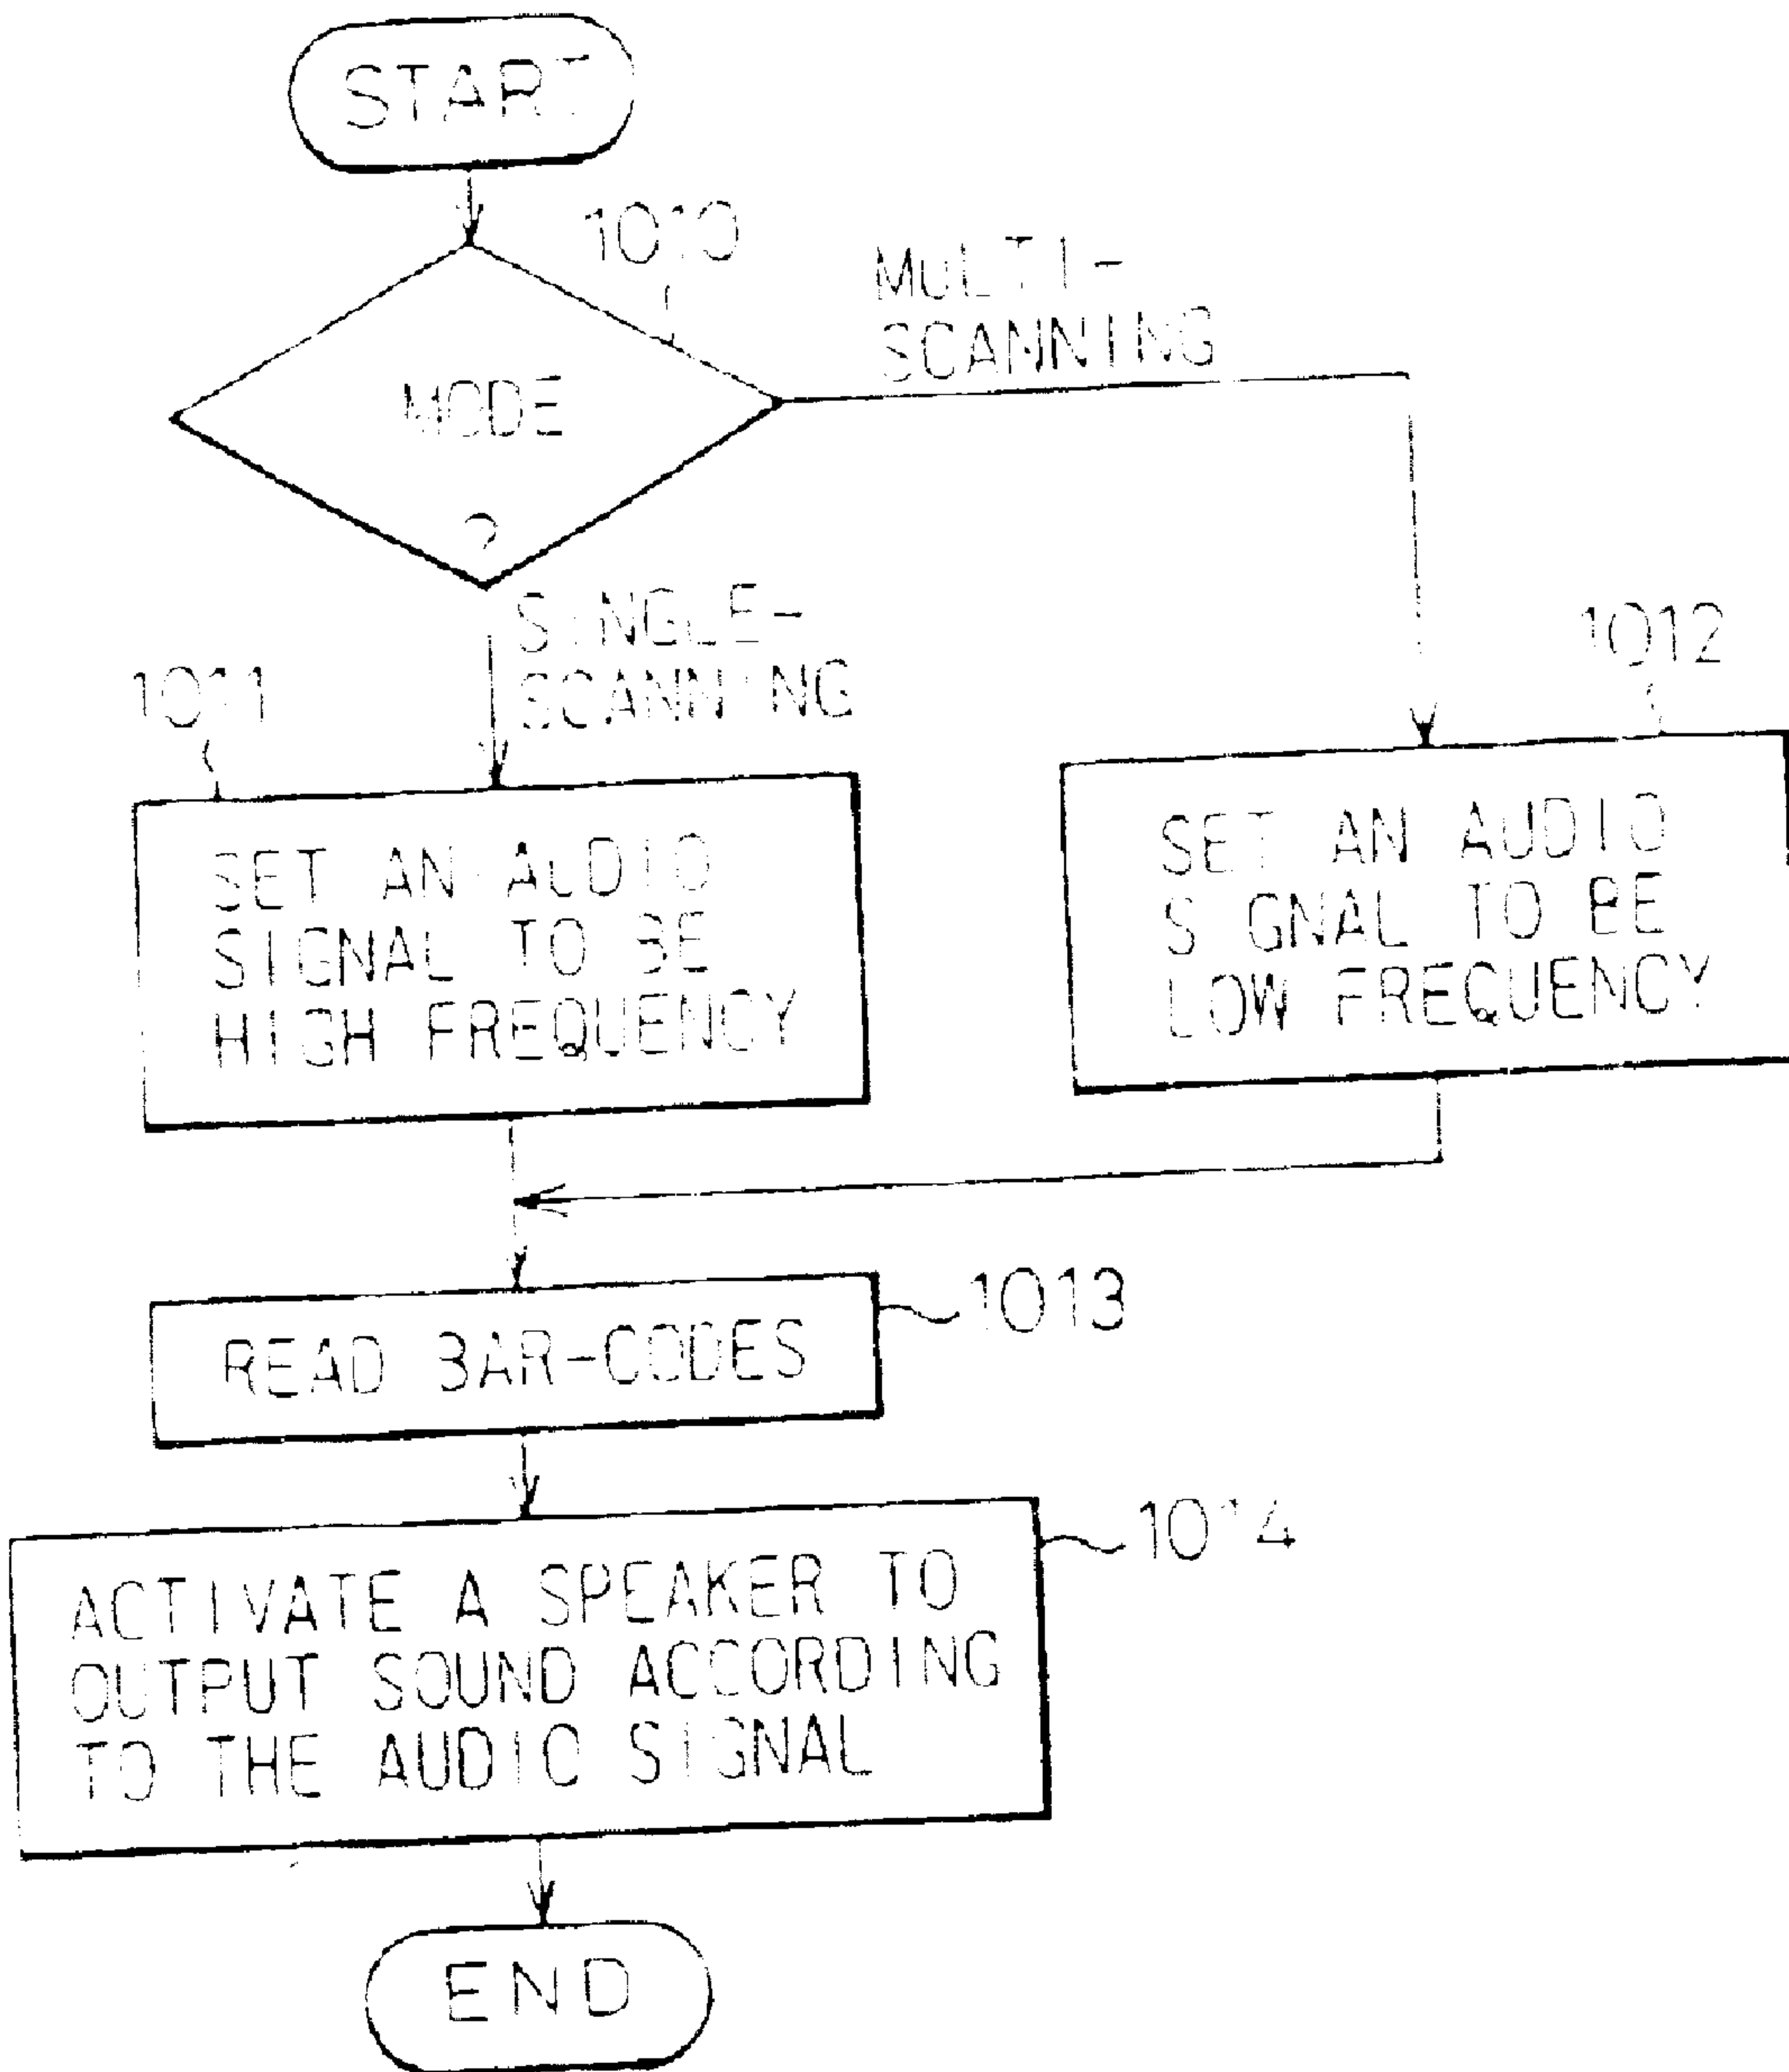 START
1010
MULTI-
SCANNING
MODE
?
SINGLE-
SCANNING
1011
1012
SET AN AUDIO
SIGNAL TO BE
HIGH FREQUENCY
SET AN AUDIO
SIGNAL TO BE
LOW FREQUENCY
1013
READ BAR-CODES
1014
ACTIVATE A SPEAKER TO
OUTPUT SOUND ACCORDING
TO THE AUDIO SIGNAL
END